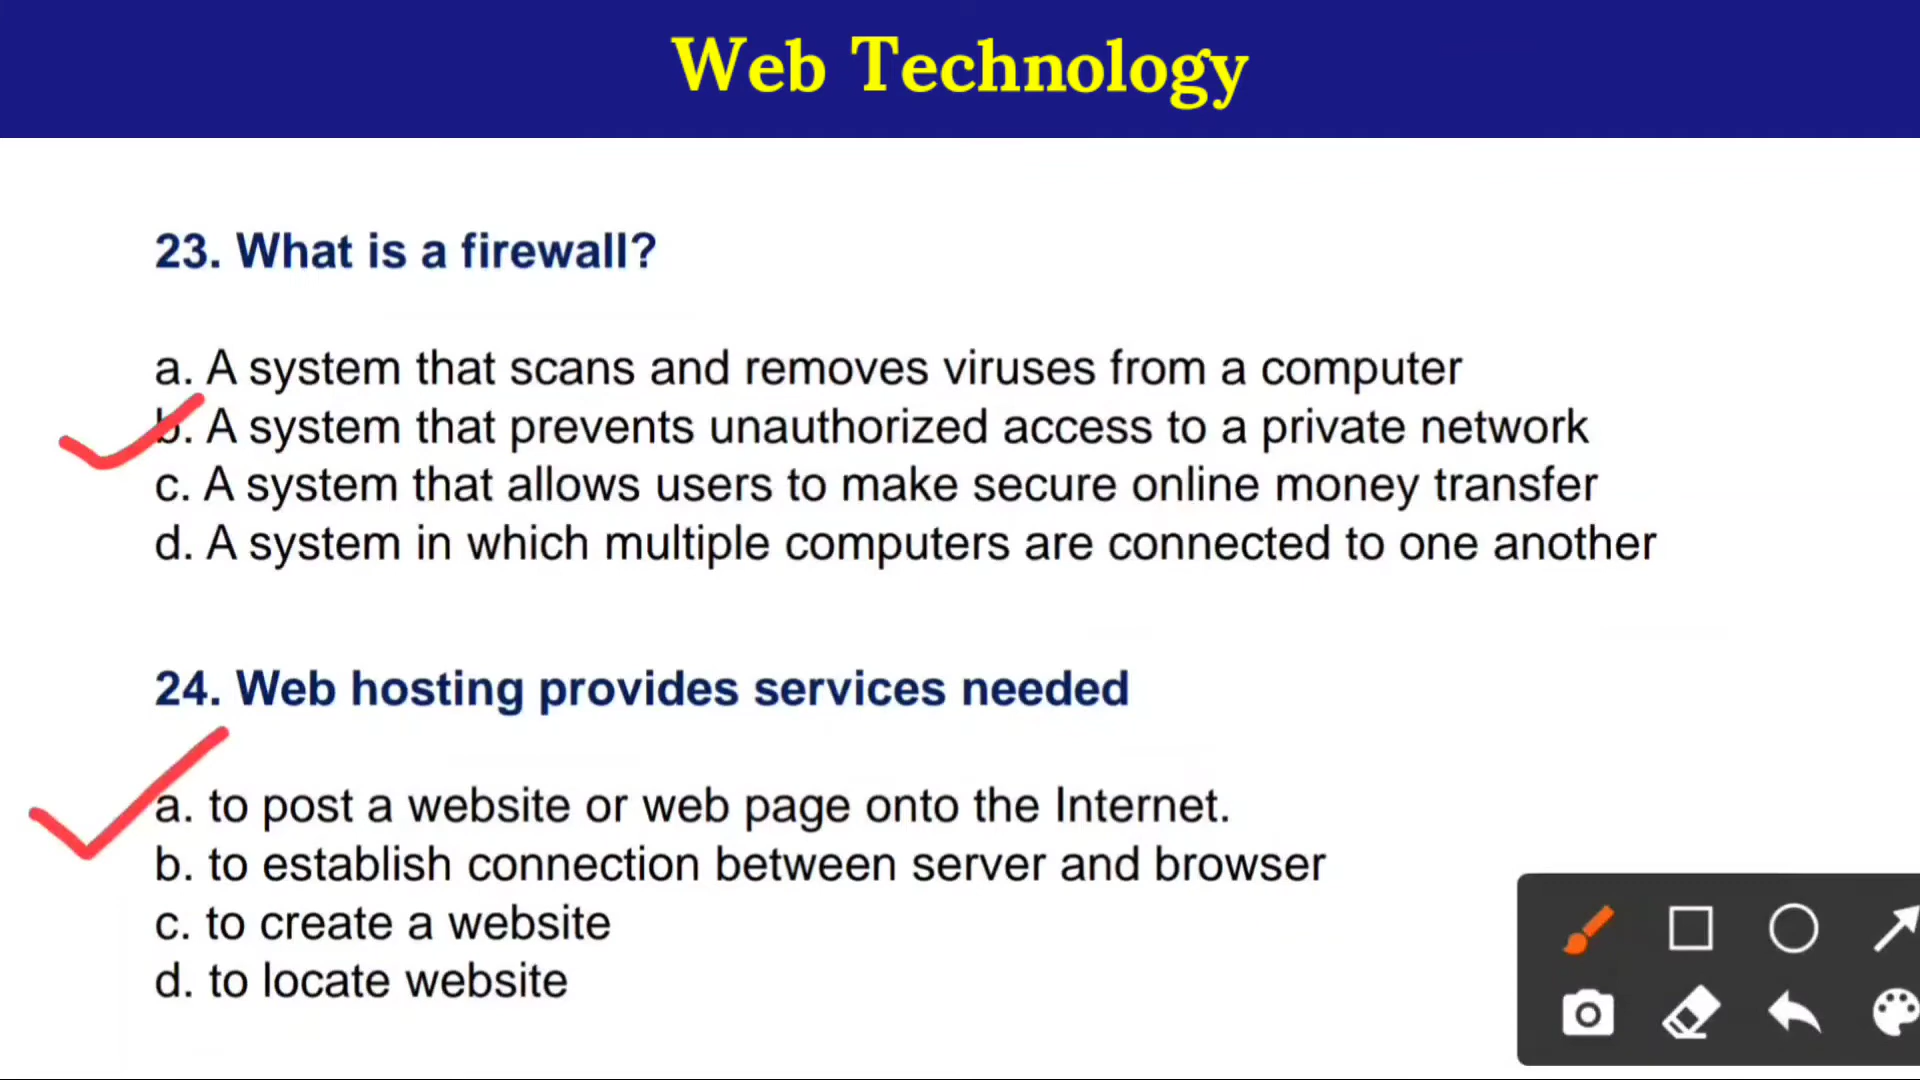 Web Technology
23. What is a firewall?
a. A system that scans and removes viruses from a computer
b. A system that prevents unauthorized access to a private network
c. A system that allows users to make secure online money transfer
d. A system in which multiple computers are connected to one another
24. Web hosting provides services needed
a. to post a website or web page onto the Internet.
b. to establish connection between server and browser
c. to create a website
d. to locate website